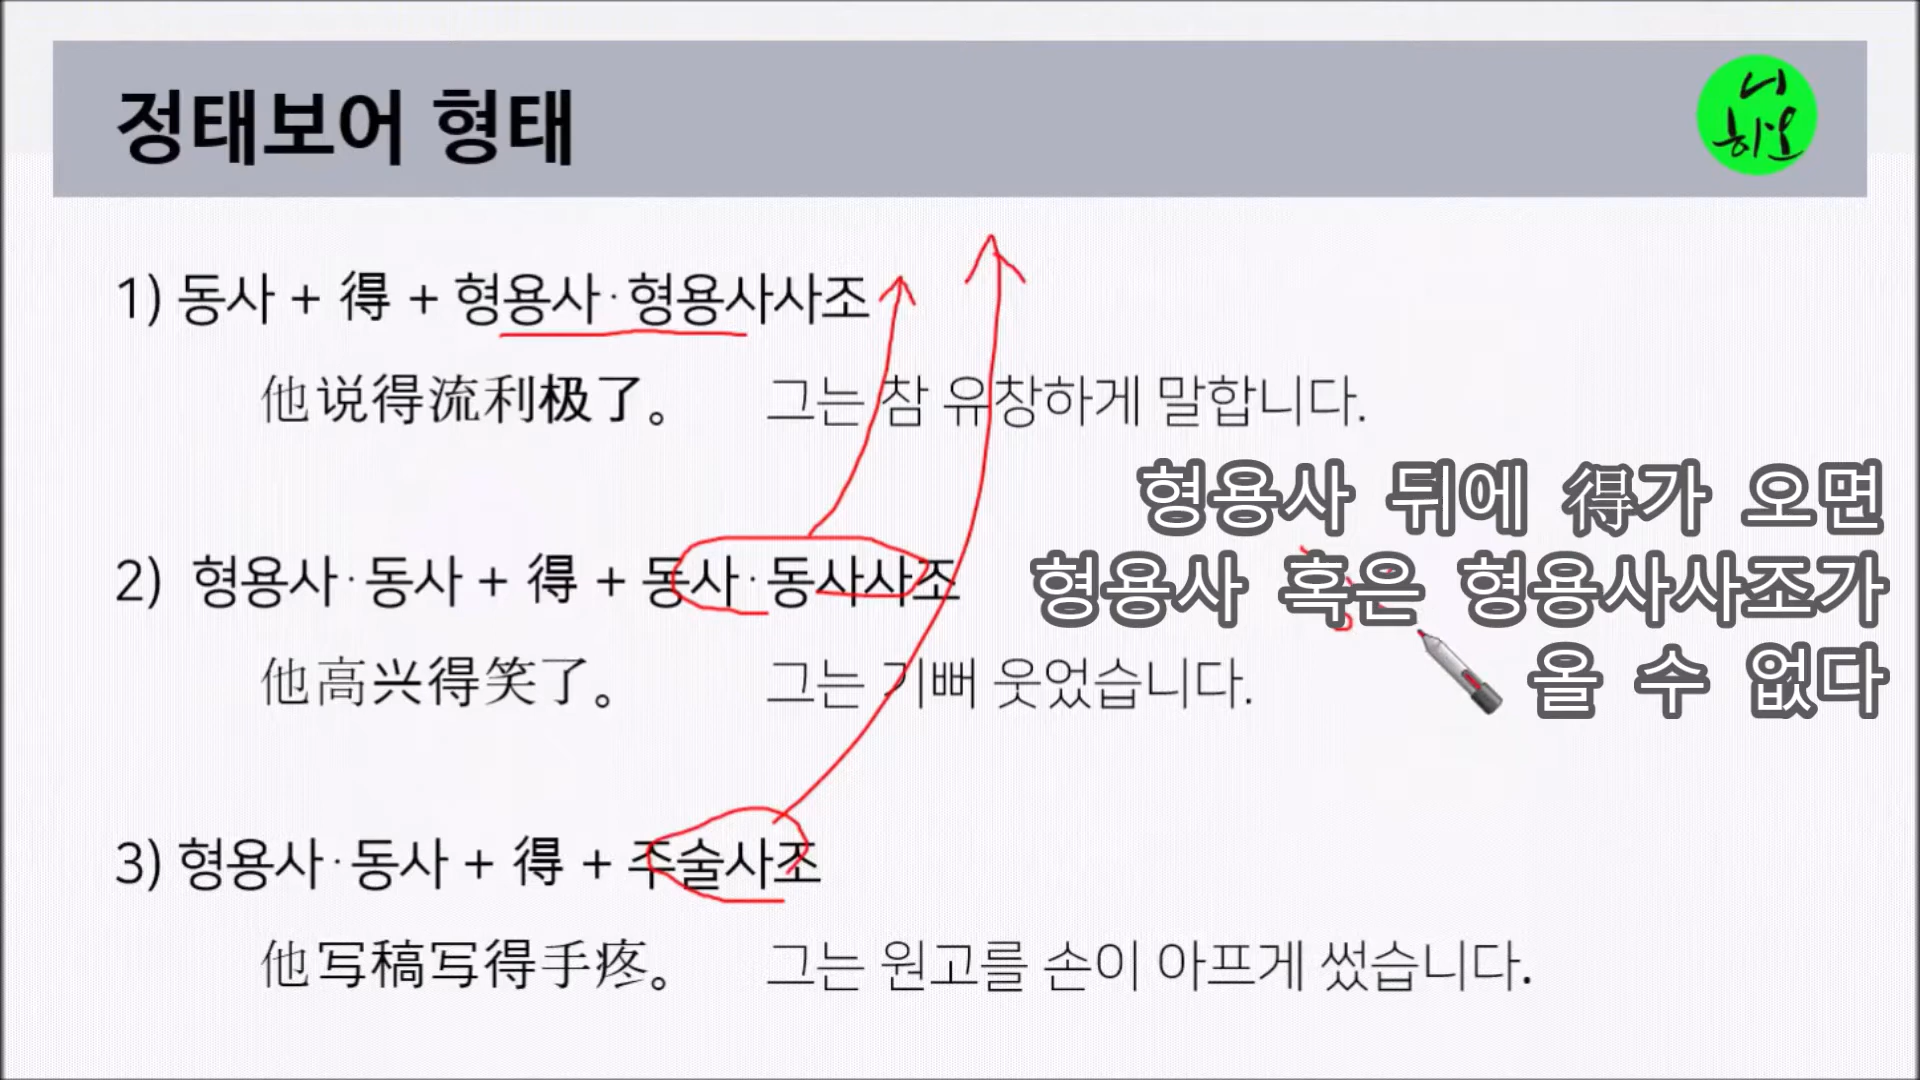 정태보어 형태
니
하오
1) 동사 + 得 + 형용사·형용사사조
他说得流利极了。 그는 참 유창하게 말합니다.
형용사 뒤에 得가 오면
형용사 혹은 형용사사조가
올 수 없다
2) 형용사·동사 + 得 + 동사·동사사조
他高兴得笑了。 그는 기뻐 웃었습니다.
3) 형용사·동사 + 得 + 주술사조
他写稿写得手疼。 그는 원고를 손이 아프게 썼습니다.